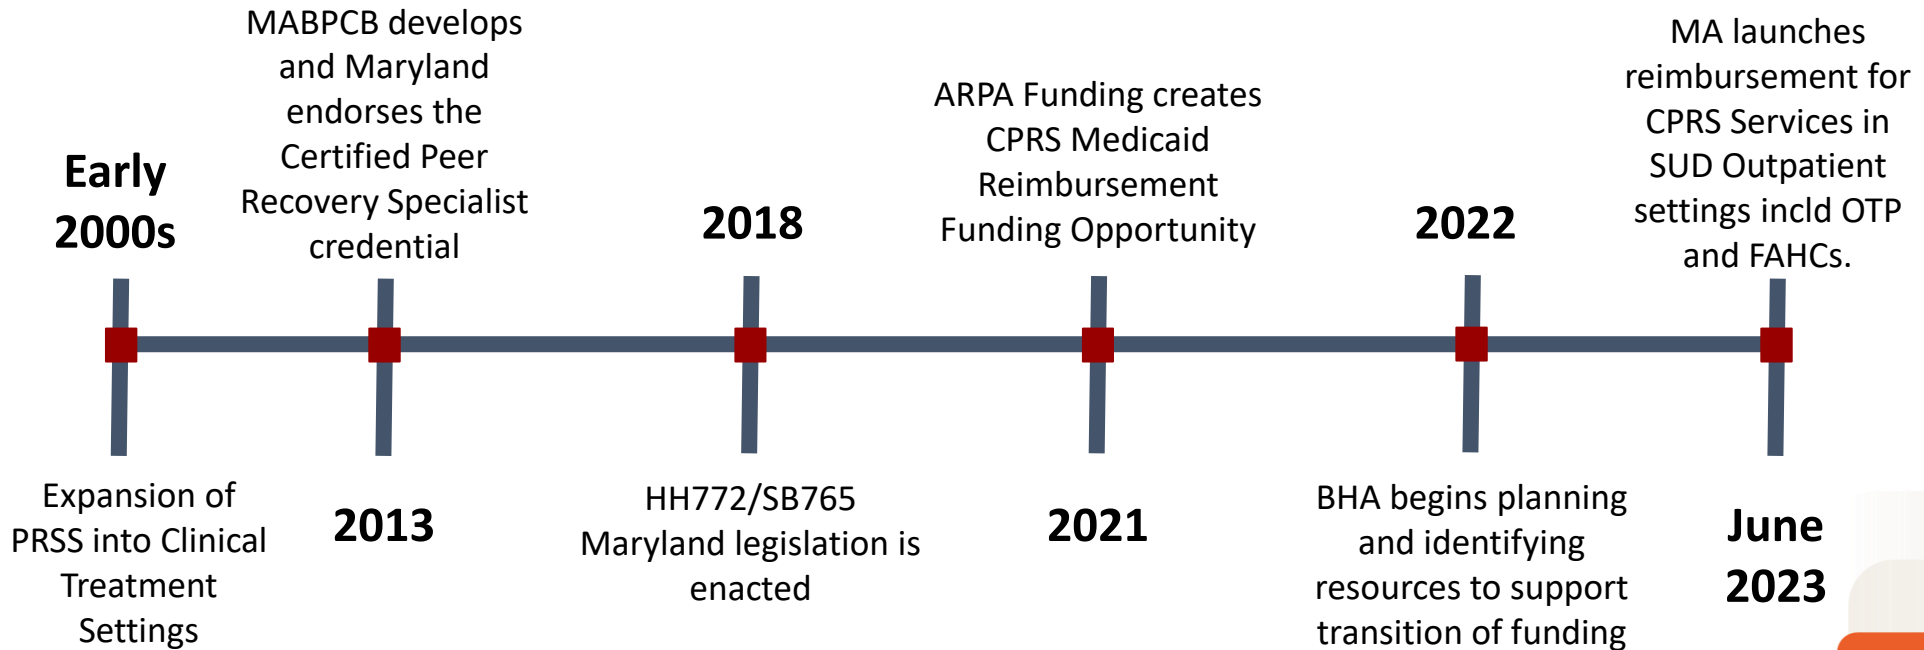 Early
2000s
Expansion of
PRSS into Clinical
Treatment
Settings
MABPCB develops
and Maryland
endorses the
Certified Peer
Recovery Specialist
credential
2013
2018
HH772/SB765
Maryland legislation is
enacted
ARPA Funding creates
CPRS Medicaid
Reimbursement
Funding Opportunity
2021
2022
BHA begins planning
and identifying
resources to support
transition of funding
MA launches
reimbursement for
CPRS Services in
SUD Outpatient
settings incld OTP
and FAHCs.
June
2023